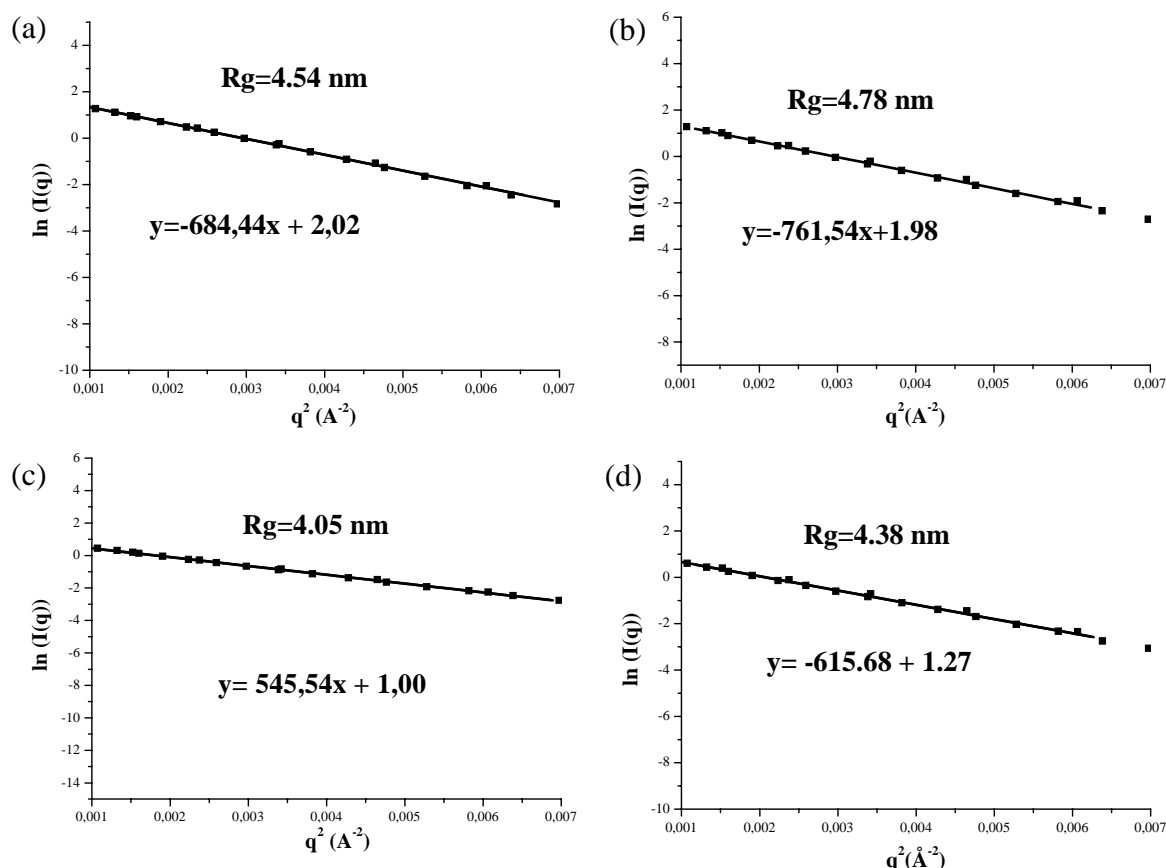 (a)
4
2
0
-2
-4
-6
-8
-10
ln (I(q))
Rg=4.54 nm
y=-684,44x + 2,02
0,001 0,002 0,003 0,004 0,005 0,006 0,007
q² (A⁻²)
(b)
6
4
2
0
-2
-4
-6
-8
ln (I(q))
Rg=4.78 nm
y=-761,54x+1.98
0,001 0,002 0,003 0,004 0,005 0,006 0,007
q²(A⁻²)
(c)
6
4
2
0
-2
-4
-6
-8
-10
-12
-14
ln (I(q))
Rg=4.05 nm
y= 545,54x + 1,00
0,001 0,002 0,003 0,004 0,005 0,006 0,007
q² (A⁻²)
(d)
4
2
0
-2
-4
-6
-8
-10
ln (I(q))
Rg=4.38 nm
y= -615.68 + 1.27
0,001 0,002 0,003 0,004 0,005 0,006 0,007
q²(Å⁻²)